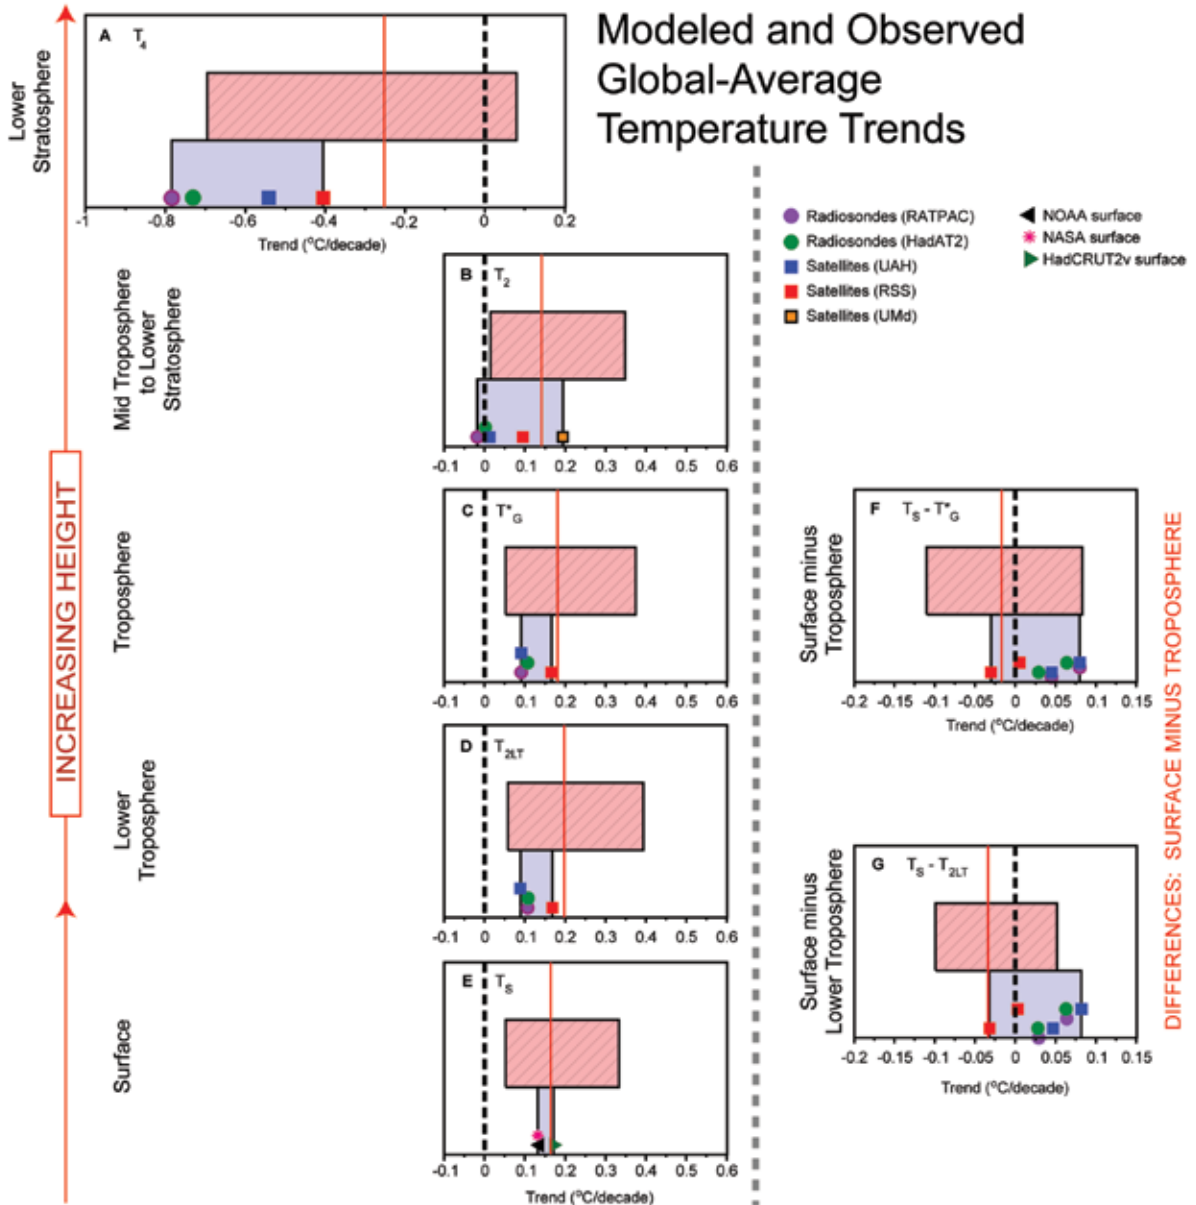 Modeled and Observed
Global-Average
Temperature Trends
A T4
Lower
Stratosphere
-1 -0.8 -0.6 -0.4 -0.2 0 0.2
Trend (°C/decade)
Radiosondes (RATPAC)
Radiosondes (HadAT2)
Satellites (UAH)
Satellites (RSS)
Satellites (UMd)
NOAA surface
NASA surface
HadCRUT2v surface
B T2
Mid Troposphere
to Lower
Stratosphere
-0.1 0 0.1 0.2 0.3 0.4 0.5 0.6
INCREASING HEIGHT
C T*G
Troposphere
-0.1 0 0.1 0.2 0.3 0.4 0.5 0.6
D T2LT
Lower
Troposphere
-0.1 0 0.1 0.2 0.3 0.4 0.5 0.6
E TS
Surface
-0.1 0 0.1 0.2 0.3 0.4 0.5 0.6
Trend (°C/decade)
F TS - T*G
Surface minus
Troposphere
-0.2 -0.15 -0.1 -0.05 0 0.05 0.1 0.15
Trend (°C/decade)
G TS - T2LT
Surface minus
Lower Troposphere
-0.2 -0.15 -0.1 -0.05 0 0.05 0.1 0.15
Trend (°C/decade)
DIFFERENCES: SURFACE MINUS TROPOSPHERE